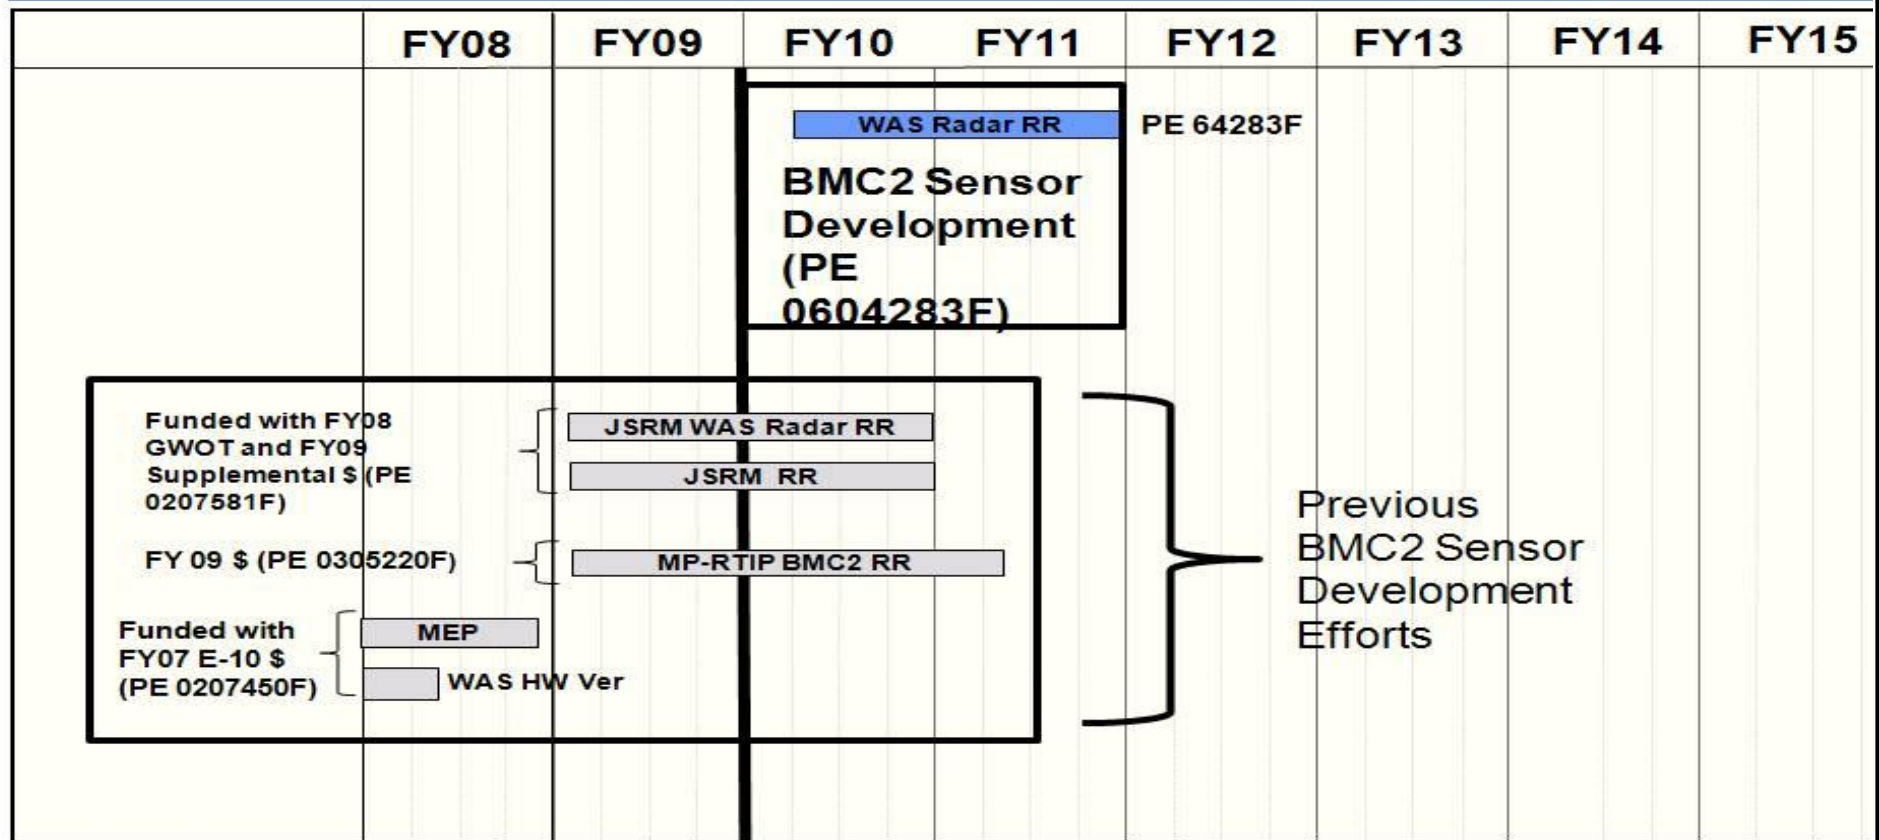 FY08 FY09 FY10 FY11 FY12 FY13 FY14 FY15
WAS Radar RR PE 64283F
BMC2 Sensor
Development
(PE
0604283F)
Funded with FY08
GWOT and FY09
Supplemental $ (PE
0207581F)
JSRM WAS Radar RR
JSRM RR
FY 09 $ (PE 0305220F)
MP-RTIP BMC2 RR
Funded with
FY07 E-10 $
(PE 0207450F)
MEP
WAS HW Ver
Previous
BMC2 Sensor
Development
Efforts